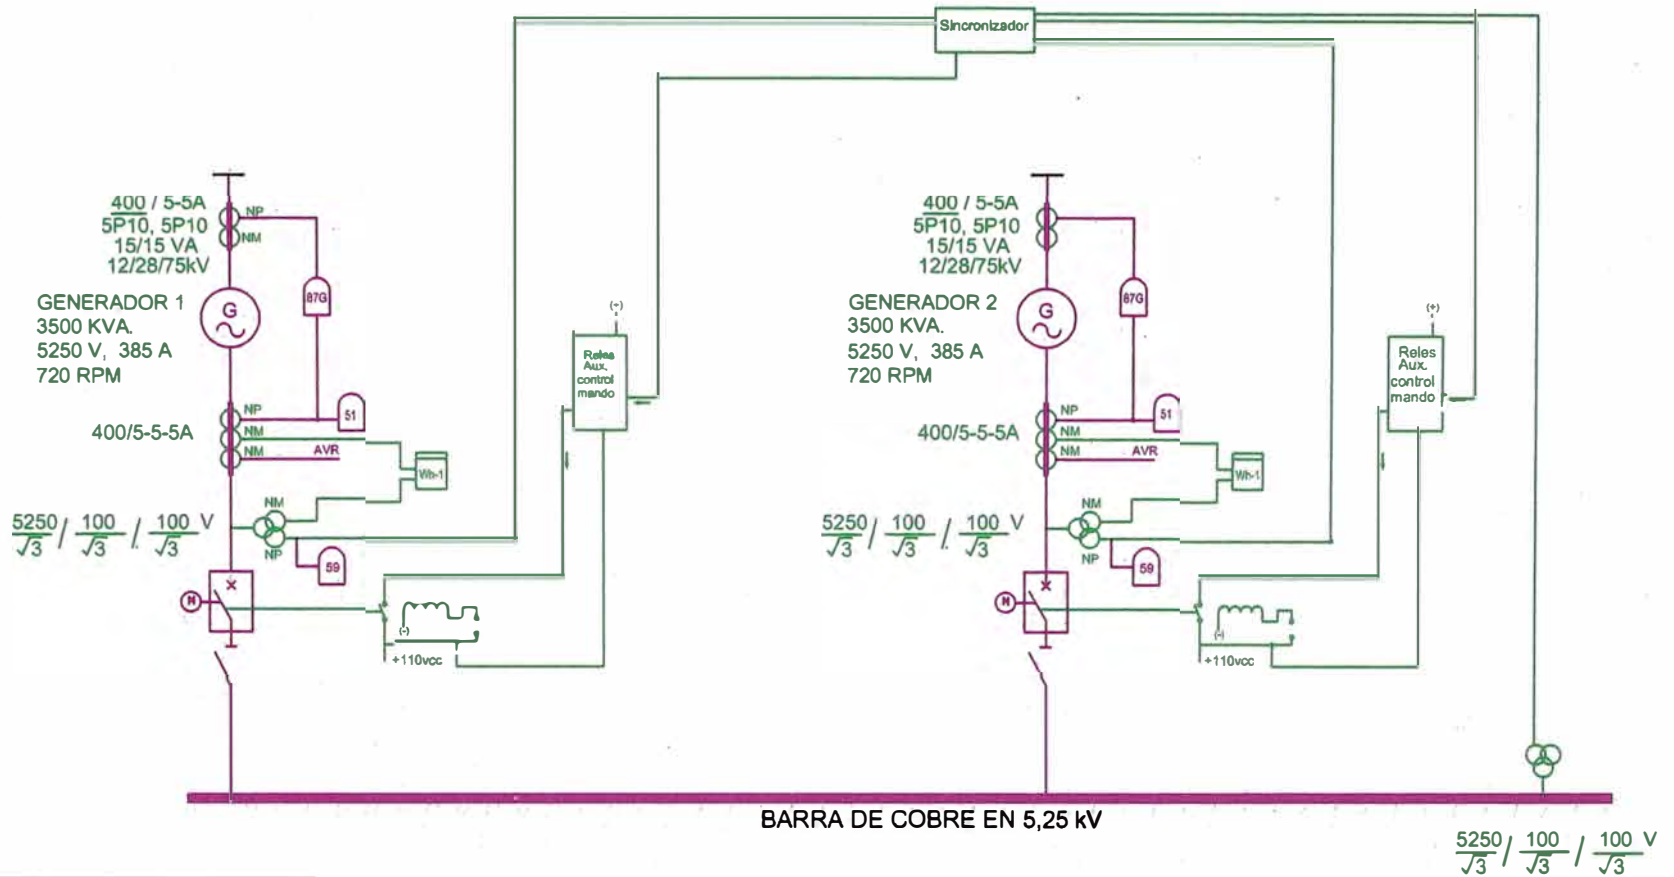 Sincronizador
400 / 5-5A
5P10, 5P10
15/15 VA
12/28/75kV
NP
NM
GENERADOR 1
3500 KVA.
5250 V, 385 A
720 RPM
G
87G
(+)
Reles
Aux.
control
mando
400/5-5-5A
NP
NM
NM
51
AVR
Wh-1
5250/√3 / 100/√3 / 100/√3 V
NM
NP
59
(-)
+110vcc
400 / 5-5A
5P10, 5P10
15/15 VA
12/28/75kV
GENERADOR 2
3500 KVA.
5250 V, 385 A
720 RPM
G
87G
(+)
Reles
Aux.
control
mando
400/5-5-5A
NP
NM
NM
51
AVR
Wh-1
5250/√3 / 100/√3 / 100/√3 V
NM
NP
59
(-)
+110vcc
BARRA DE COBRE EN 5,25 kV
5250/√3 / 100/√3 / 100/√3 V